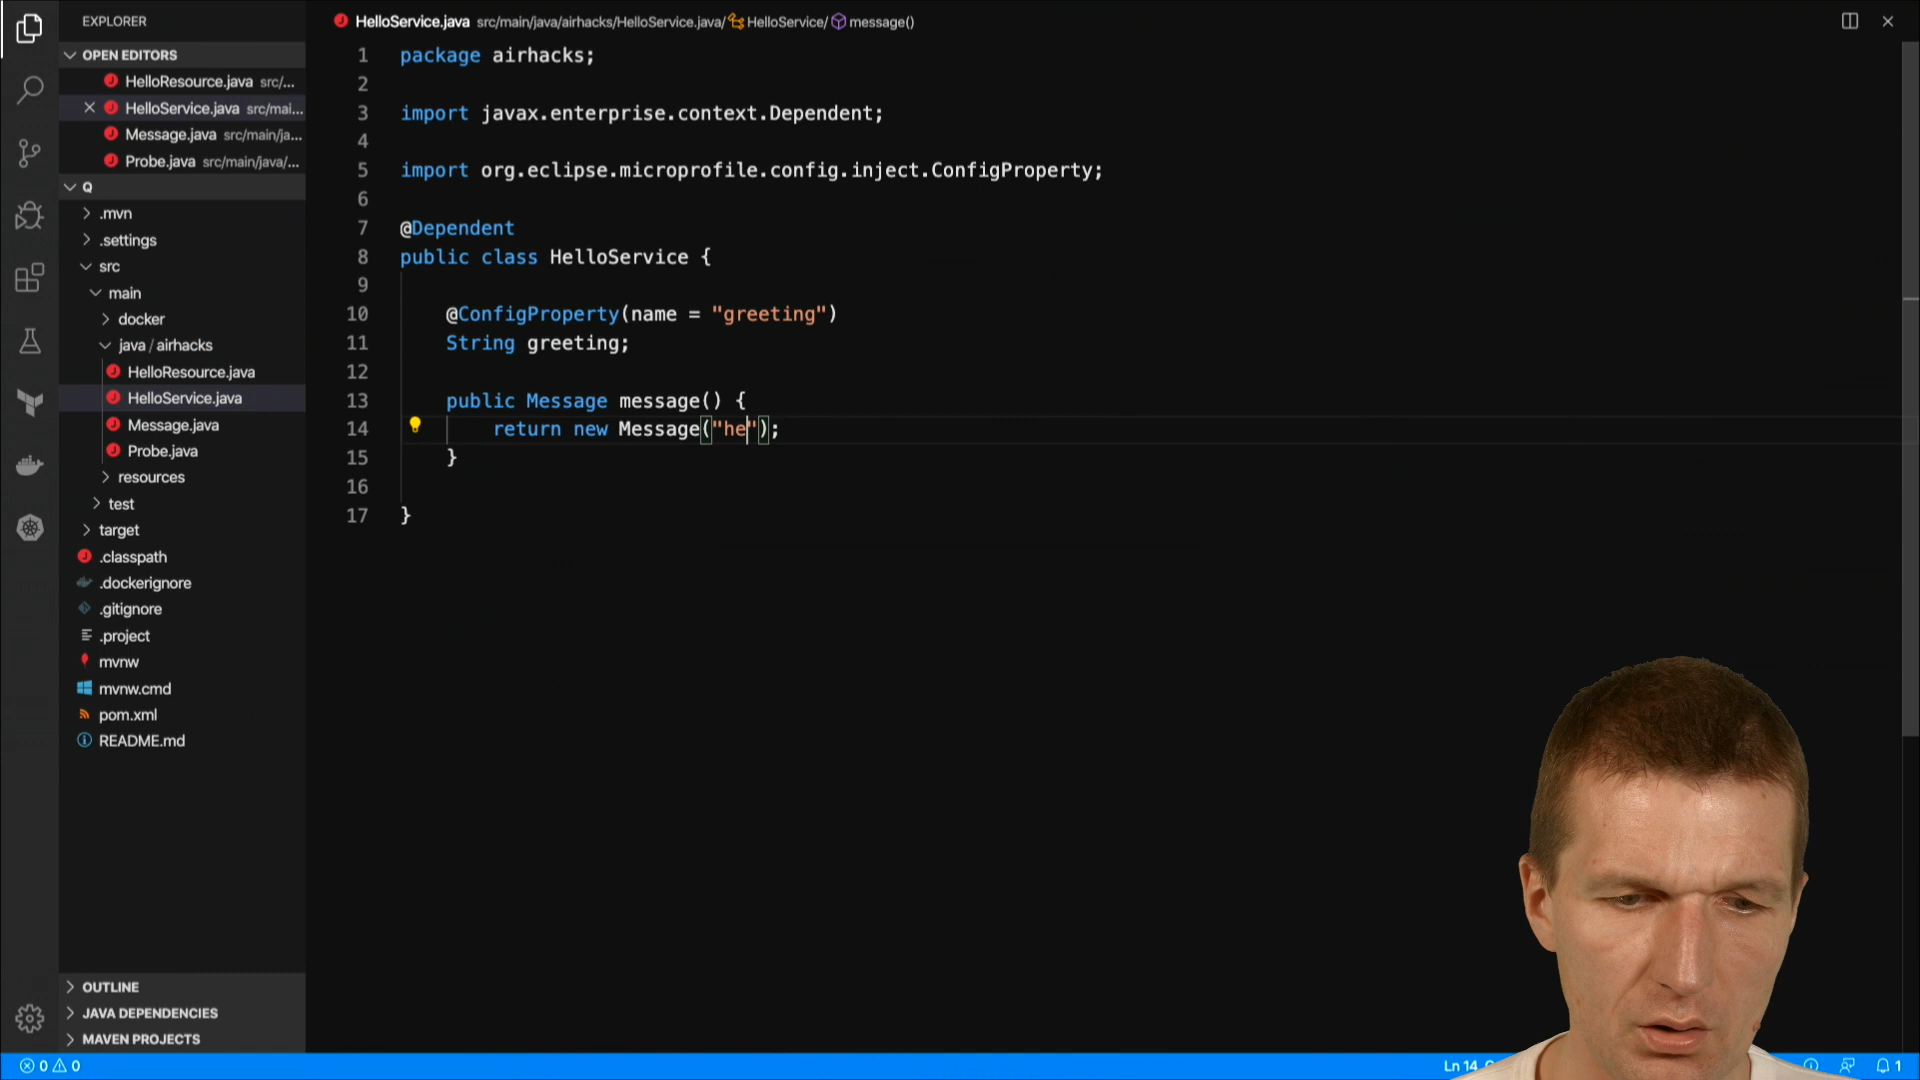 EXPLORER
OPEN EDITORS
HelloResource.java src/...
HelloService.java src/mai...
Message.java src/main/ja...
Probe.java src/main/java/...
Q
.mvn
.settings
src
main
docker
java / airhacks
HelloResource.java
HelloService.java
Message.java
Probe.java
resources
test
target
.classpath
.dockerignore
.gitignore
.project
mvnw
mvnw.cmd
pom.xml
README.md
OUTLINE
JAVA DEPENDENCIES
MAVEN PROJECTS
HelloService.java src/main/java/airhacks/HelloService.java/ HelloService/ message()
1 package airhacks;
2
3 import javax.enterprise.context.Dependent;
4
5 import org.eclipse.microprofile.config.inject.ConfigProperty;
6
7 @Dependent
8 public class HelloService {
9
10 @ConfigProperty(name = "greeting")
11 String greeting;
12
13 public Message message() {
14 return new Message("he");
15 }
16
17 }
0 0
Ln 14,
1